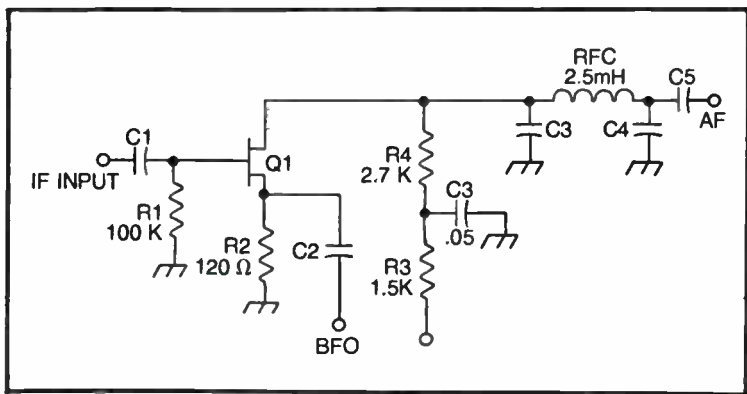 RFC
2.5mH
C5
AF
C1
IF INPUT
Q1
R1
100 K
R2
120 Ω
C2
BFO
R4
2.7 K
C3
.05
R3
1.5K
C3
C4